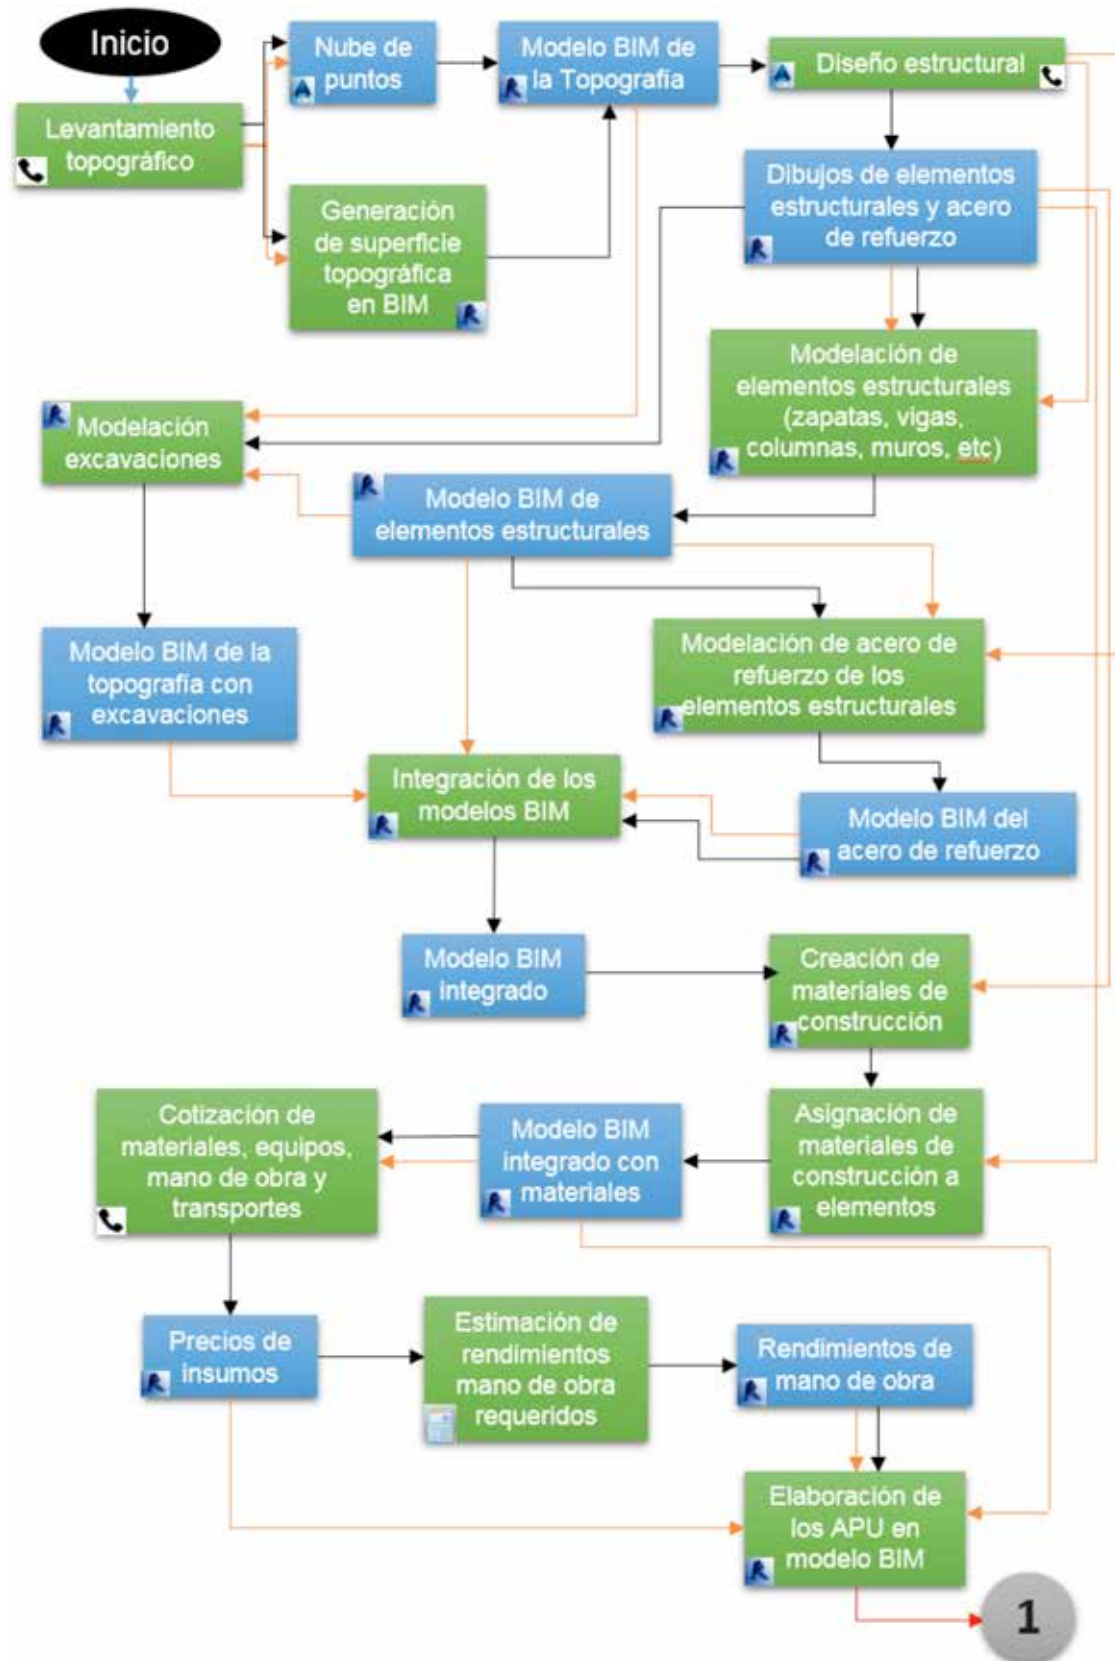 Inicio
Nube de
puntos
Modelo BIM de
la Topografía
Diseño estructural
Levantamiento
topográfico
Dibujos de elementos
estructurales y acero
de refuerzo
Generación
de superficie
topográfica
en BIM
Modelación de
elementos estructurales
(zapatas, vigas,
columnas, muros, etc)
Modelación
excavaciones
Modelo BIM de
elementos estructurales
Modelo BIM de la
topografía con
excavaciones
Modelación de acero de
refuerzo de los
elementos estructurales
Integración de los
modelos BIM
Modelo BIM del
acero de refuerzo
Modelo BIM
integrado
Creación de
materiales de
construcción
Cotización de
materiales, equipos,
mano de obra y
transportes
Modelo BIM
integrado con
materiales
Asignación de
materiales de
construcción a
elementos
Precios de
insumos
Estimación de
rendimientos
mano de obra
requeridos
Rendimientos de
mano de obra
Elaboración de
los APU en
modelo BIM
1